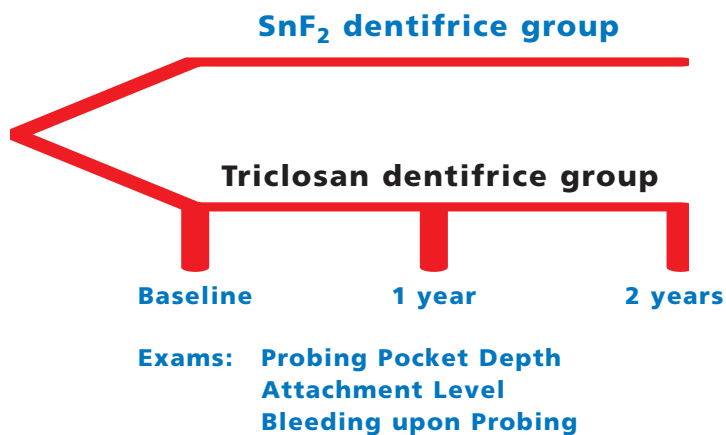 SnF₂ dentifrice group
Triclosan dentifrice group
Baseline 1 year 2 years
Exams: Probing Pocket Depth
Attachment Level
Bleeding upon Probing